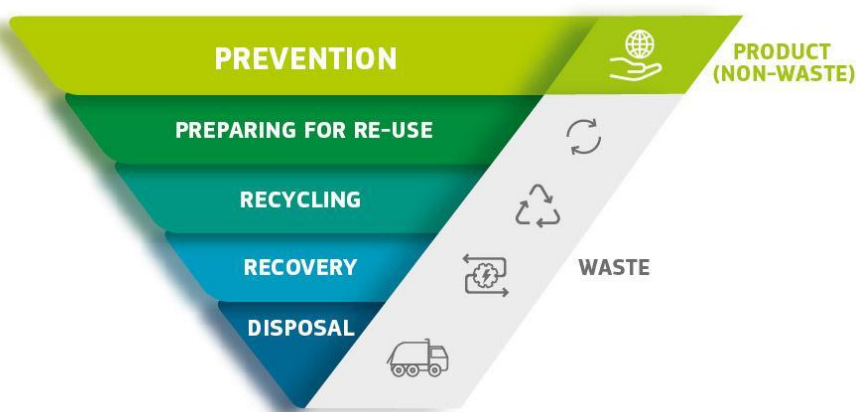 PREVENTION
PRODUCT
(NON-WASTE)
PREPARING FOR RE-USE
RECYCLING
RECOVERY
WASTE
DISPOSAL